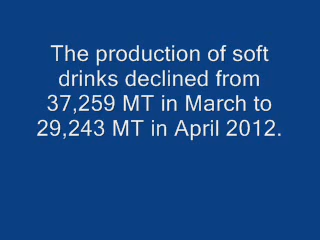 The production of soft
drinks declined from
37,259 MT in March to
29,243 MT in April 2012.